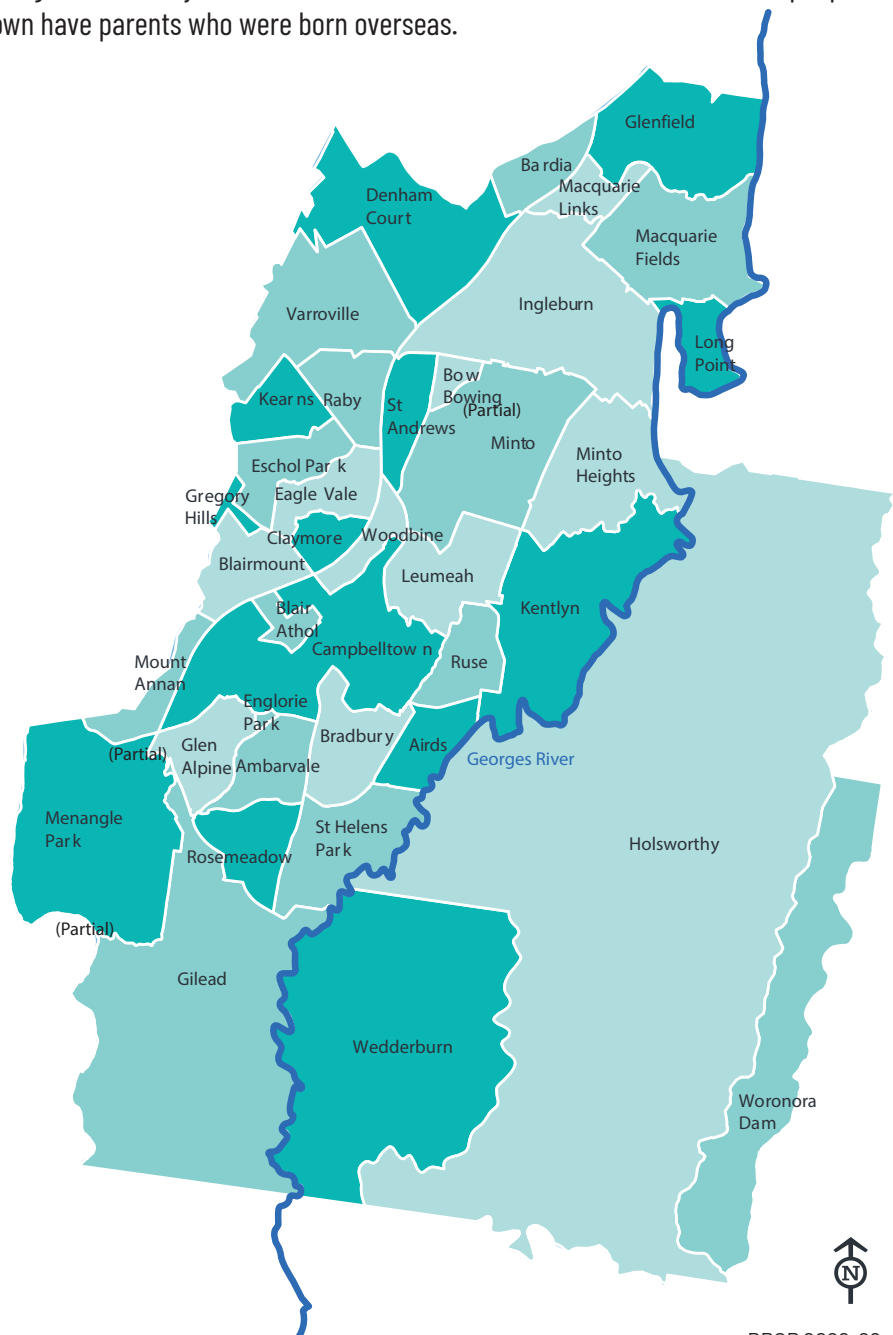 own have parents who were born overseas.
Glenfield
Bardia
Macquarie
Links
Denham
Court
Macquarie
Fields
Ingleburn
Varroville
Long
Point
Bow
Bowing
(Partial)
Kearns
Raby
St
Andrews
Minto
Minto
Heights
Eschol Park
Eagle Vale
Gregory
Hills
Claymore
Woodbine
Blairmount
Leumeah
Kentlyn
Blair
Athol
Campbelltown
Ruse
Mount
Annan
Englorie
Park
Bradbury
Airds
(Partial)
Glen
Alpine
Ambarvale
Georges River
Menangle
Park
St Helens
Park
Rosemeadow
Holsworthy
(Partial)
Gilead
Wedderburn
Woronora
Dam
N